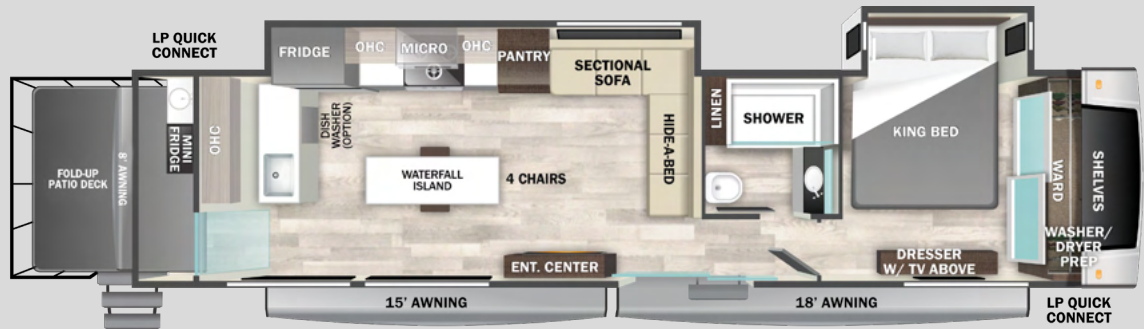 LP QUICK
CONNECT
FRIDGE
OHC
MICRO
OHC
PANTRY
SECTIONAL
SOFA
HIDE-A-BED
LINEN
SHOWER
KING BED
WARD
SHELVES
WASHER/
DRYER
PREP
FOLD-UP
PATIO DECK
8' AWNING
MINI
FRIDGE
OHC
DISH
WASHER
(OPTION)
WATERFALL
ISLAND
4 CHAIRS
ENT. CENTER
DRESSER
W/ TV ABOVE
15' AWNING
18' AWNING
LP QUICK
CONNECT